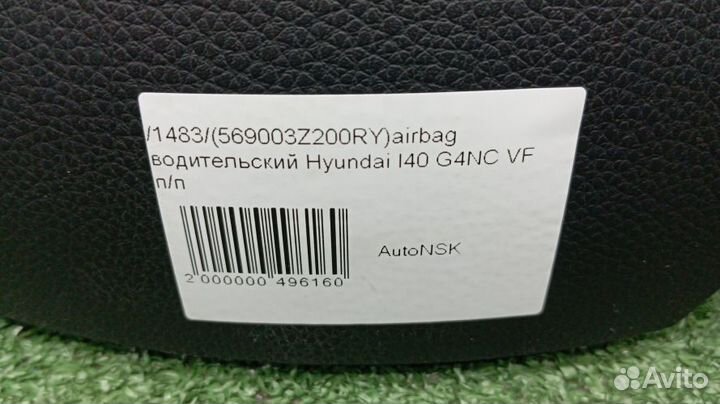 /1483/(569003Z200RY)airbag
водительский Hyundai I40 G4NC VF
п/п
AutoNSK
2 000000 496160
Avito